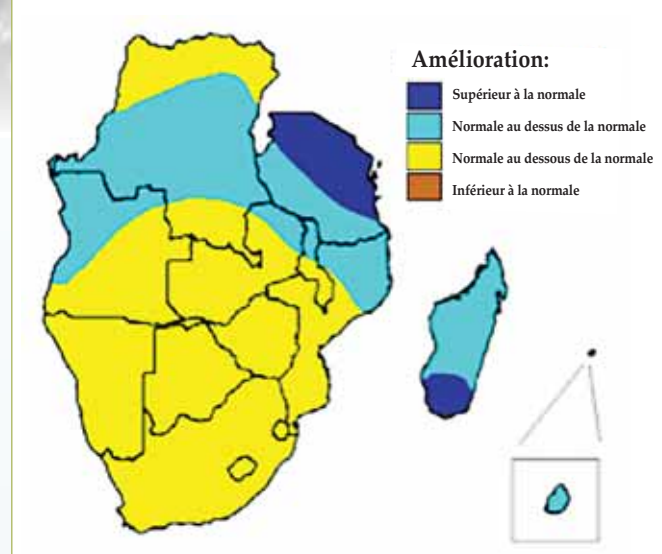 Amélioration:
Supérieur à la normale
Normale au dessus de la normale
Normale au dessous de la normale
Inférieur à la normale